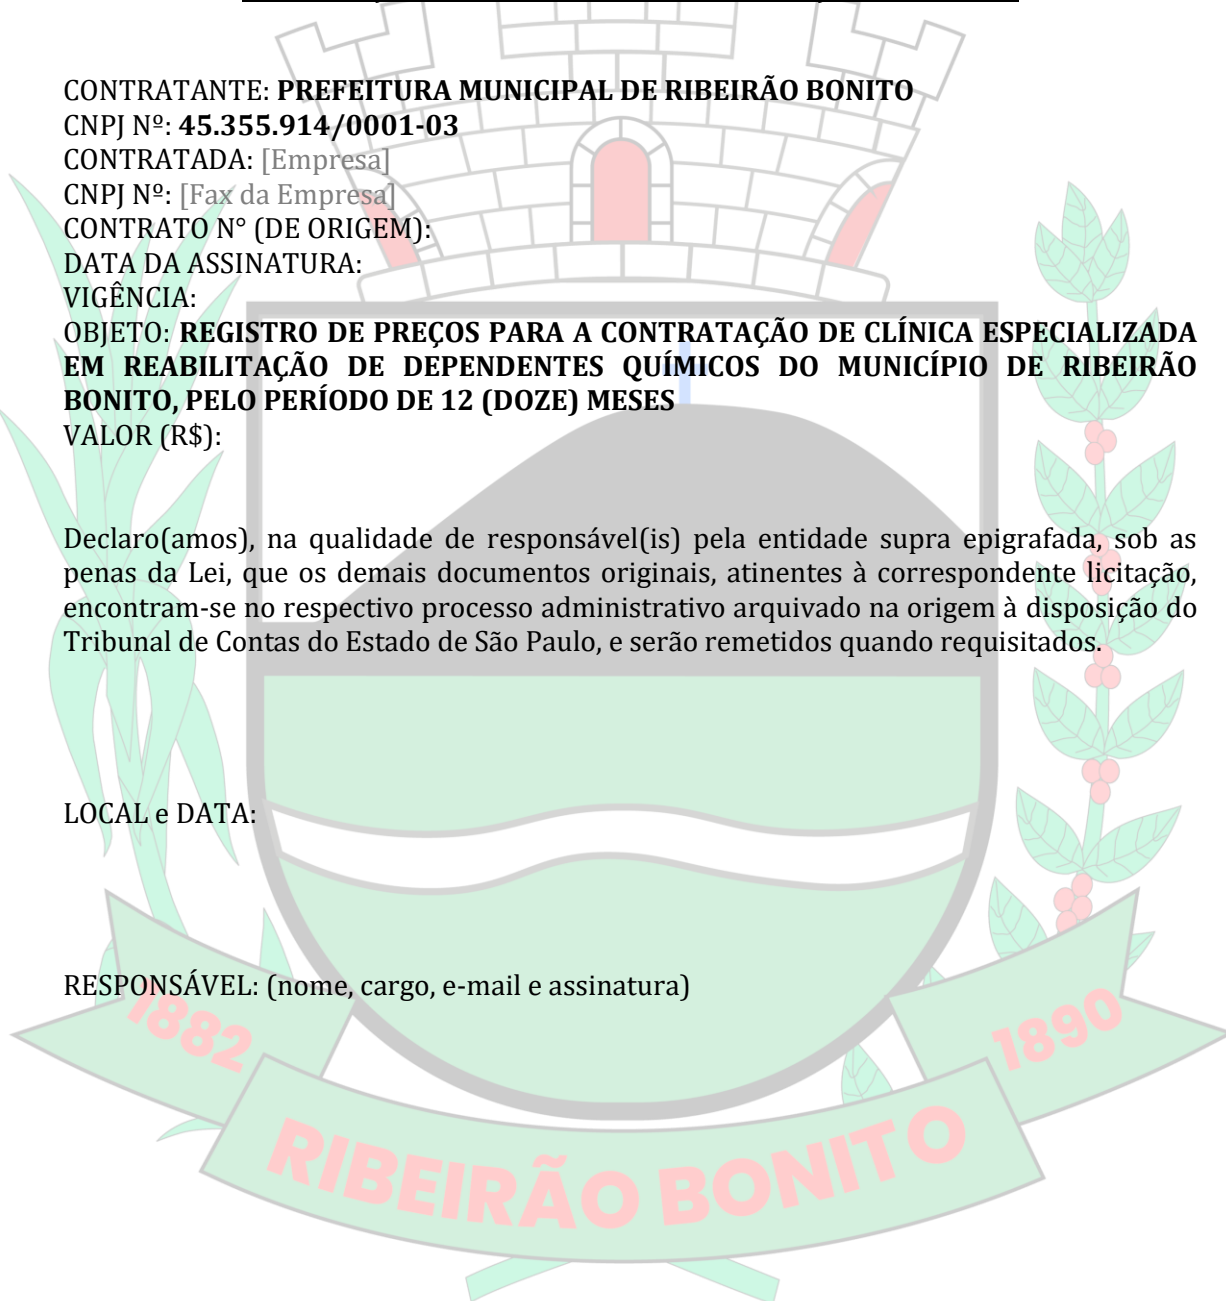 CONTRATANTE: PREFEITURA MUNICIPAL DE RIBEIRÃO BONITO
CNPJ Nº: 45.355.914/0001-03
CONTRATADA: [Empresa]
CNPJ Nº: [Fax da Empresa]
CONTRATO N° (DE ORIGEM):
DATA DA ASSINATURA:
VIGÊNCIA:
OBJETO: REGISTRO DE PREÇOS PARA A CONTRATAÇÃO DE CLÍNICA ESPECIALIZADA
EM REABILITAÇÃO DE DEPENDENTES QUÍMICOS DO MUNICÍPIO DE RIBEIRÃO
BONITO, PELO PERÍODO DE 12 (DOZE) MESES
VALOR (R$):
Declaro(amos), na qualidade de responsável(is) pela entidade supra epigrafada, sob as
penas da Lei, que os demais documentos originais, atinentes à correspondente licitação,
encontram-se no respectivo processo administrativo arquivado na origem à disposição do
Tribunal de Contas do Estado de São Paulo, e serão remetidos quando requisitados.
LOCAL e DATA:
RESPONSÁVEL: (nome, cargo, e-mail e assinatura)
1882
1890
RIBEIRÃO BONITO